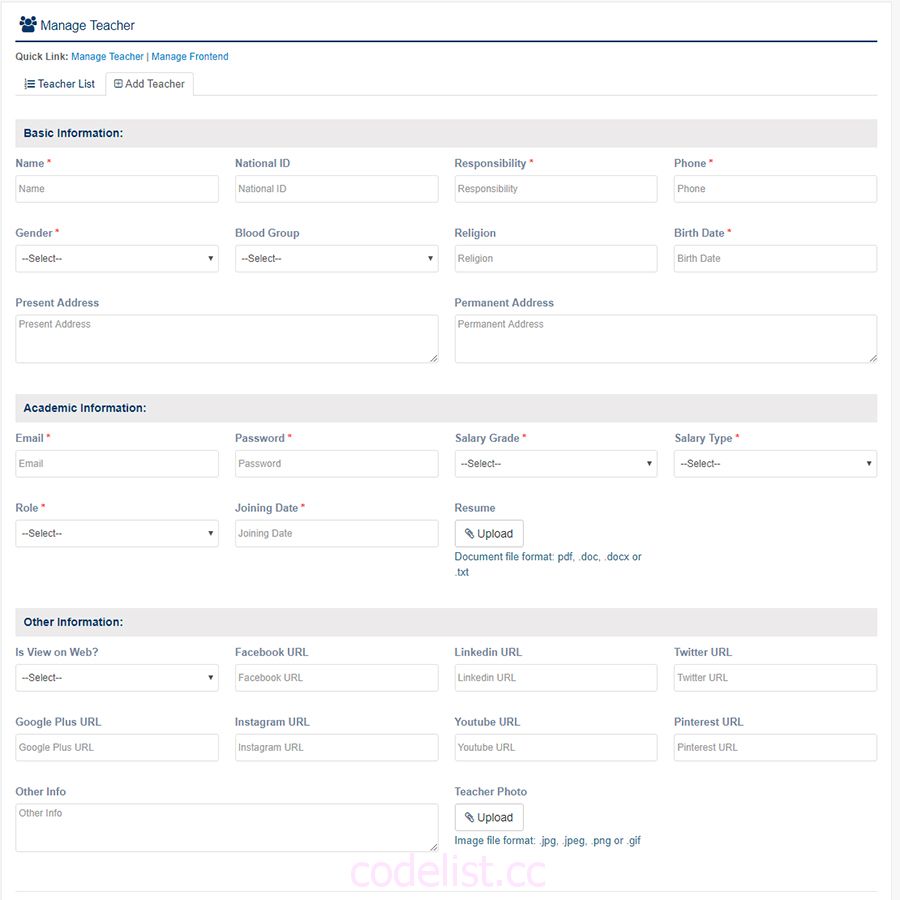 Manage Teacher
Quick Link: Manage Teacher | Manage Frontend
Teacher List Add Teacher
Basic Information:
Name * National ID Responsibility * Phone *
Name National ID Responsibility Phone
Gender * Blood Group Religion Birth Date *
--Select-- --Select-- Religion Birth Date
Present Address Permanent Address
Present Address Permanent Address
Academic Information:
Email * Password * Salary Grade * Salary Type *
Email Password --Select-- --Select--
Role * Joining Date * Resume
--Select-- Joining Date Upload
Document file format: pdf, .doc, .docx or
.txt
Other Information:
Is View on Web? Facebook URL Linkedin URL Twitter URL
--Select-- Facebook URL Linkedin URL Twitter URL
Google Plus URL Instagram URL Youtube URL Pinterest URL
Google Plus URL Instagram URL Youtube URL Pinterest URL
Other Info Teacher Photo
Other Info Upload
Image file format: .jpg, .jpeg, .png or .gif
codelist.cc